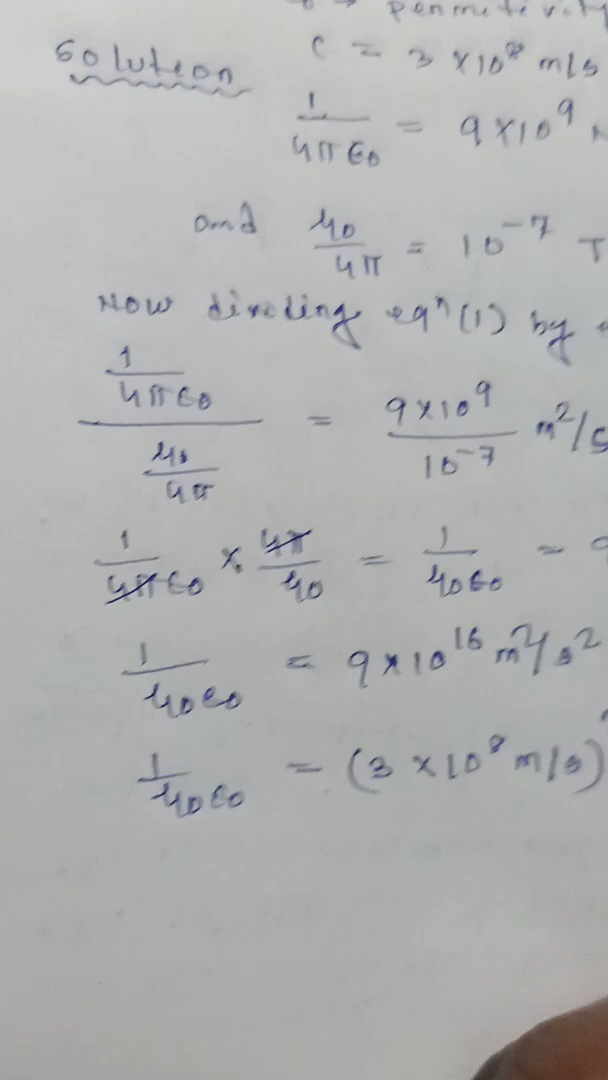 permitivity
Solution c = 3 × 10⁸ m/s
1/4πε0 = 9×10⁹
and μ0/4π = 10⁻⁷ T
Now dividing eqⁿ(1) by
(1/4πε0)/(μ0/4π) = (9×10⁹)/(10⁻⁷) m²/s
1/4πε0 × 4π/μ0 = 1/μ0ε0 = 9
1/μ0ε0 = 9×10¹⁶ m²/s²
1/μ0ε0 = (3 ×10⁸ m/s)